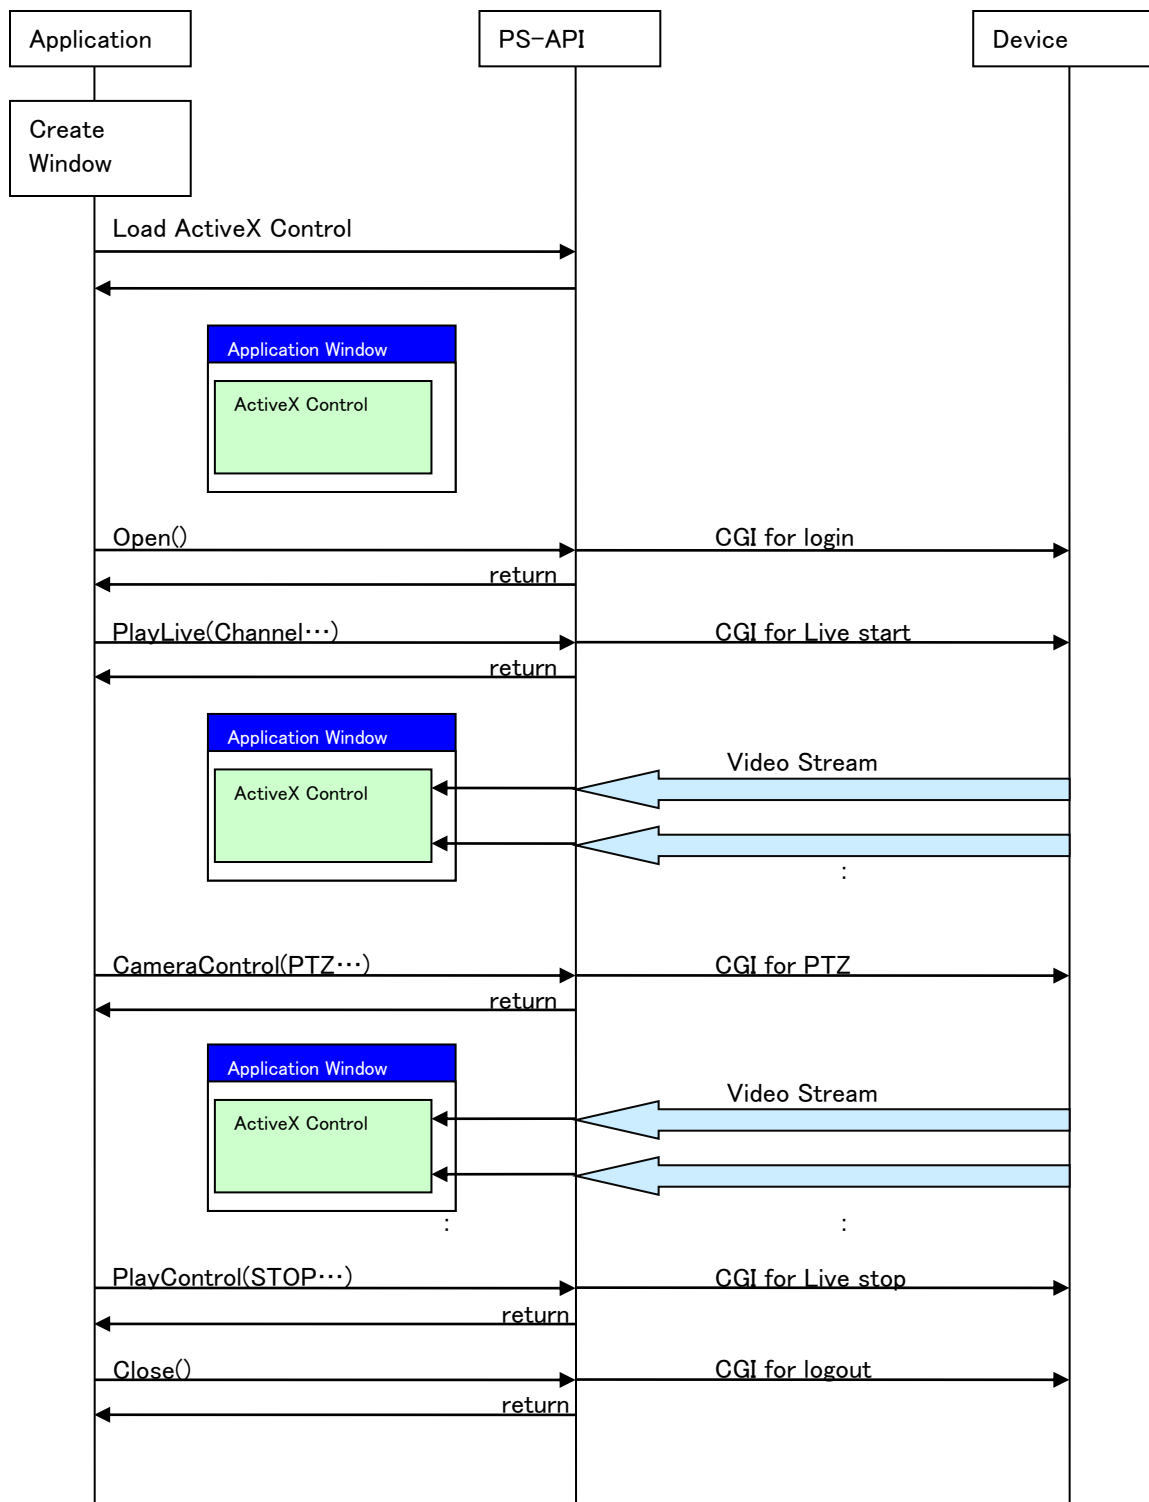 Application
PS-API
Device
Create
Window
Load ActiveX Control
Application Window
ActiveX Control
Open()
CGI for login
return
PlayLive(Channel…)
CGI for Live start
return
Application Window
Video Stream
ActiveX Control
:
CameraControl(PTZ…)
CGI for PTZ
return
Application Window
Video Stream
ActiveX Control
:
:
PlayControl(STOP…)
CGI for Live stop
return
Close()
CGI for logout
return